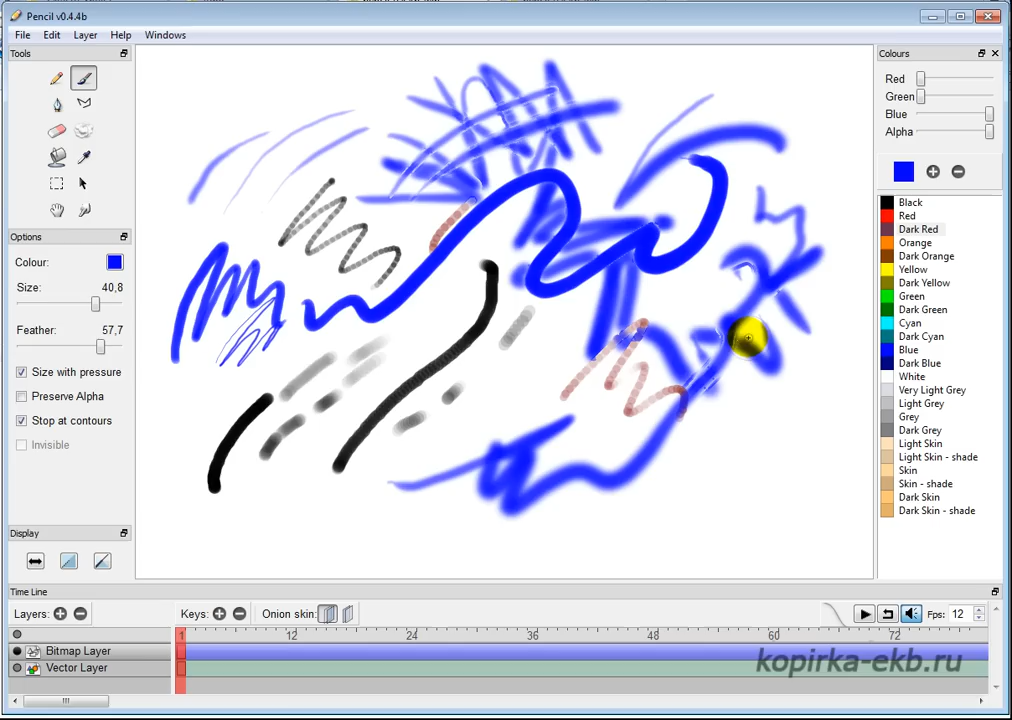 Pencil v0.4.4b
File Edit Layer Help Windows
Tools
Options
Colour:
Size: 40,8
Feather: 57,7
Size with pressure
Preserve Alpha
Stop at contours
Invisible
Display
Colours
Red
Green
Blue
Alpha
Black
Red
Dark Red
Orange
Dark Orange
Yellow
Dark Yellow
Green
Dark Green
Cyan
Dark Cyan
Blue
Dark Blue
White
Very Light Grey
Light Grey
Grey
Dark Grey
Light Skin
Light Skin - shade
Skin
Skin - shade
Dark Skin
Dark Skin - shade
Time Line
Layers: Keys: Onion skin: Fps: 12
1 12 24 36 48 60 72
Bitmap Layer
Vector Layer
kopirka-ekb.ru